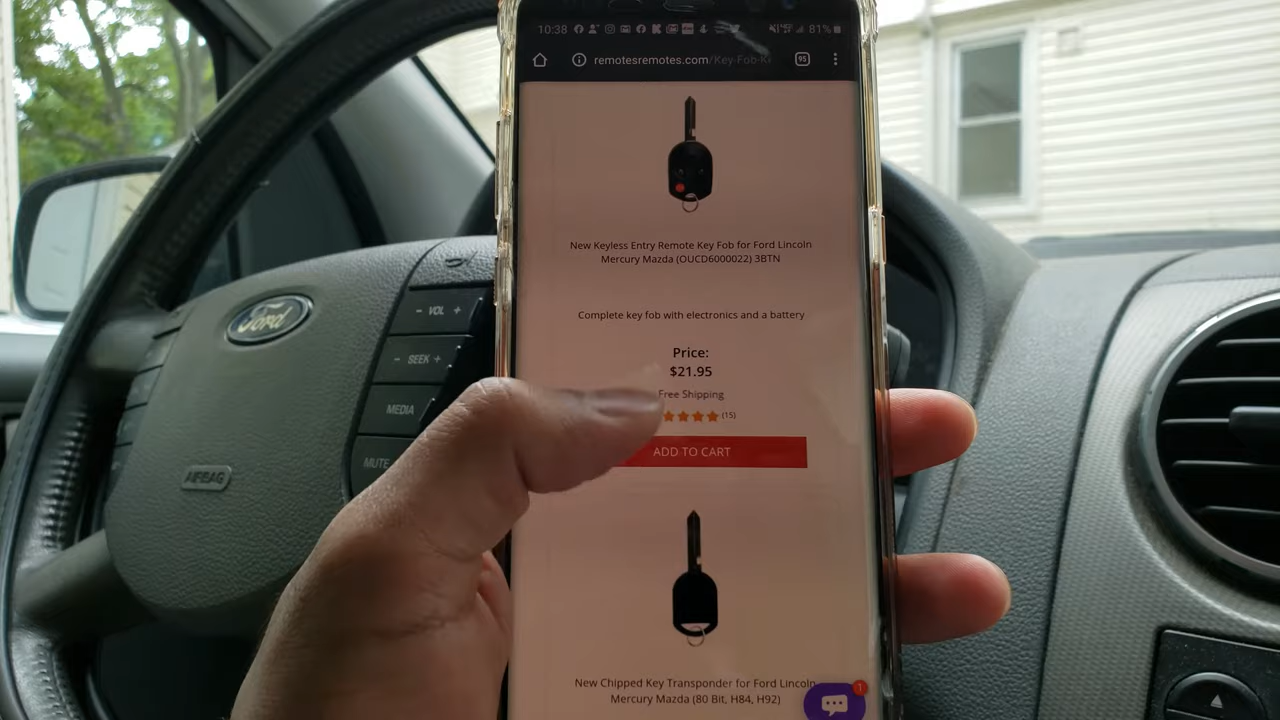 10:38
81%
remotesremotes.com/Key-Fob-Ke
95
New Keyless Entry Remote Key Fob for Ford Lincoln
Mercury Mazda (OUCD6000022) 3BTN
Complete key fob with electronics and a battery
Price:
$21.95
Free Shipping
(15)
ADD TO CART
New Chipped Key Transponder for Ford Lincoln
Mercury Mazda (80 Bit, H84, H92)
1
Ford
- VOL +
- SEEK +
MEDIA
MUTE
AIRBAG